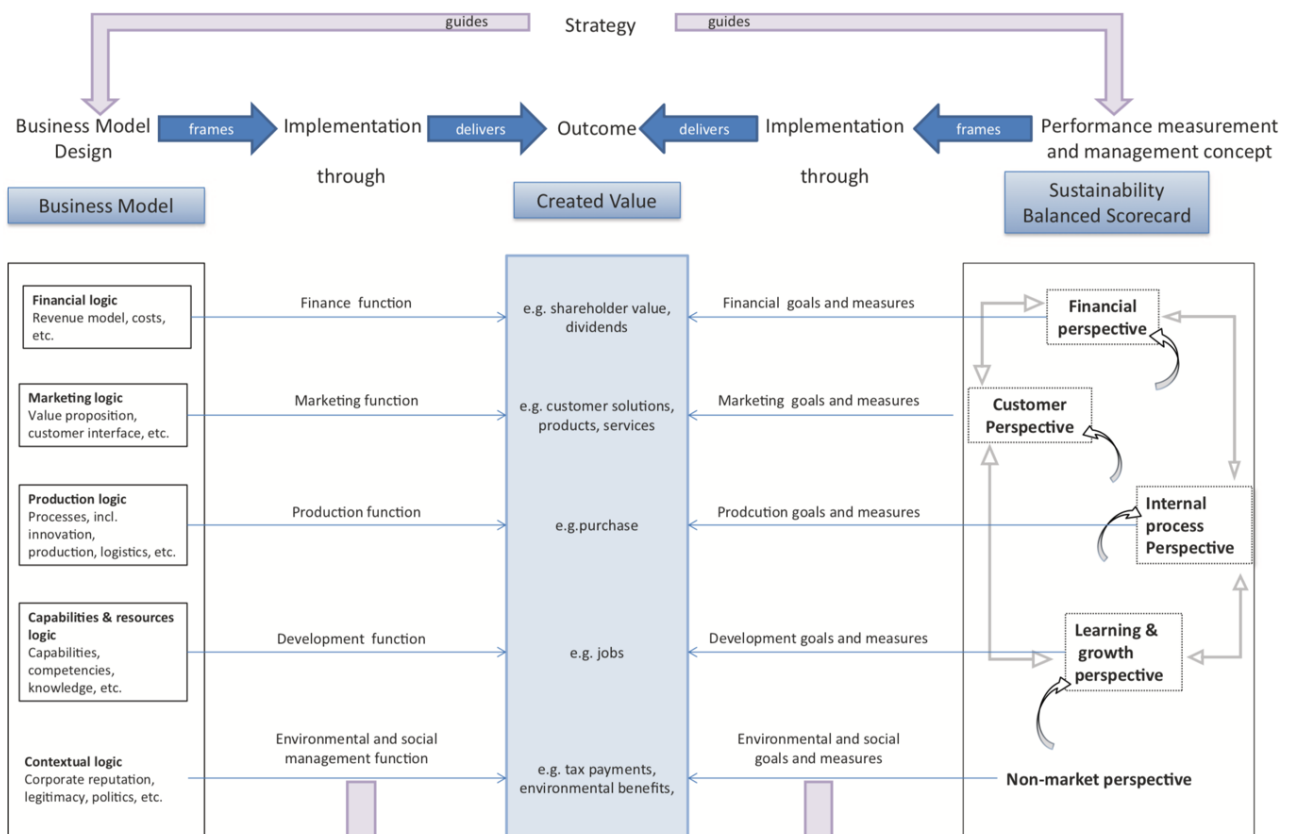 guides
Strategy
guides
Business Model
Design
frames
Implementation
through
delivers
Outcome
delivers
Implementation
through
frames
Performance measurement
and management concept
Business Model
Created Value
Sustainability
Balanced Scorecard
Financial logic
Revenue model, costs,
etc.
Finance function
e.g. shareholder value,
dividends
Financial goals and measures
Financial
perspective
Marketing logic
Value proposition,
customer interface, etc.
Marketing function
e.g. customer solutions,
products, services
Marketing goals and measures
Customer
Perspective
Production logic
Processes, incl.
innovation,
production, logistics, etc.
Production function
e.g.purchase
Prodcution goals and measures
Internal
process
Perspective
Capabilities & resources
logic
Capabilities,
competencies,
knowledge, etc.
Development function
e.g. jobs
Development goals and measures
Learning &
growth
perspective
Contextual logic
Corporate reputation,
legitimacy, politics, etc.
Environmental and social
management function
e.g. tax payments,
environmental benefits,
Environmental and social
goals and measures
Non-market perspective